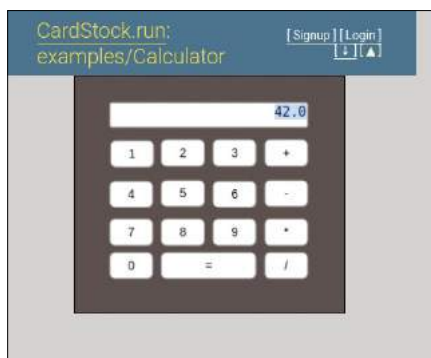 CardStock.run:
examples/Calculator
[Signup][Login]
[↓][▲]
42.0
1 2 3 +
4 5 6 -
7 8 9 *
0 = /